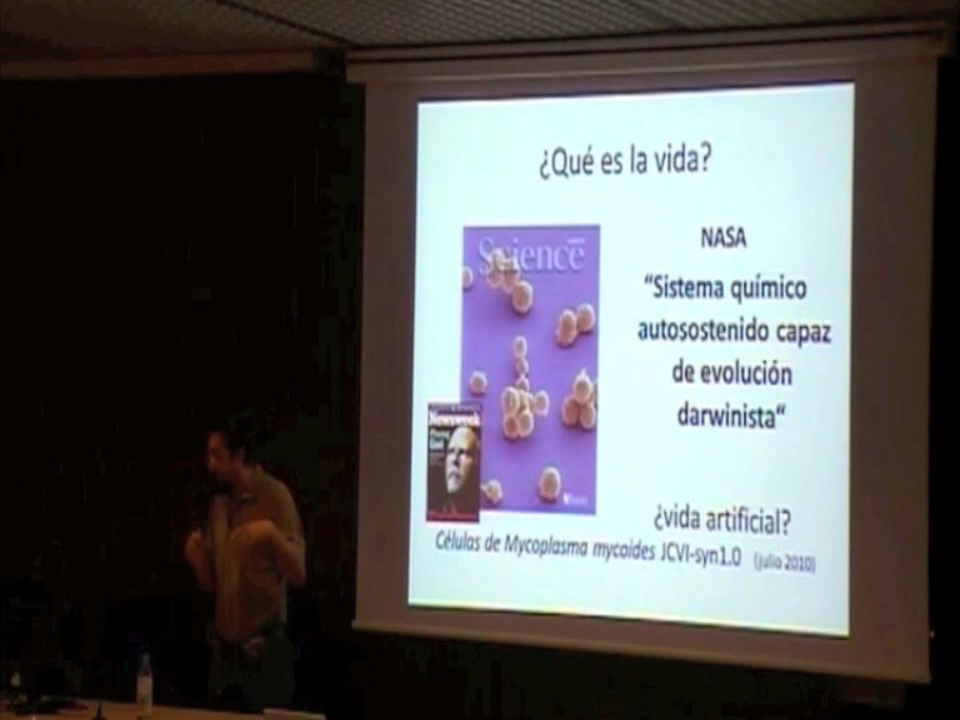 ¿Qué es la vida?
Science
NASA
“Sistema químico
autosostenido capaz
de evolución
darwinista“
Newsweek
¿vida artificial?
Células de Mycoplasma mycoides JCVI-syn1.0 (julio 2010)